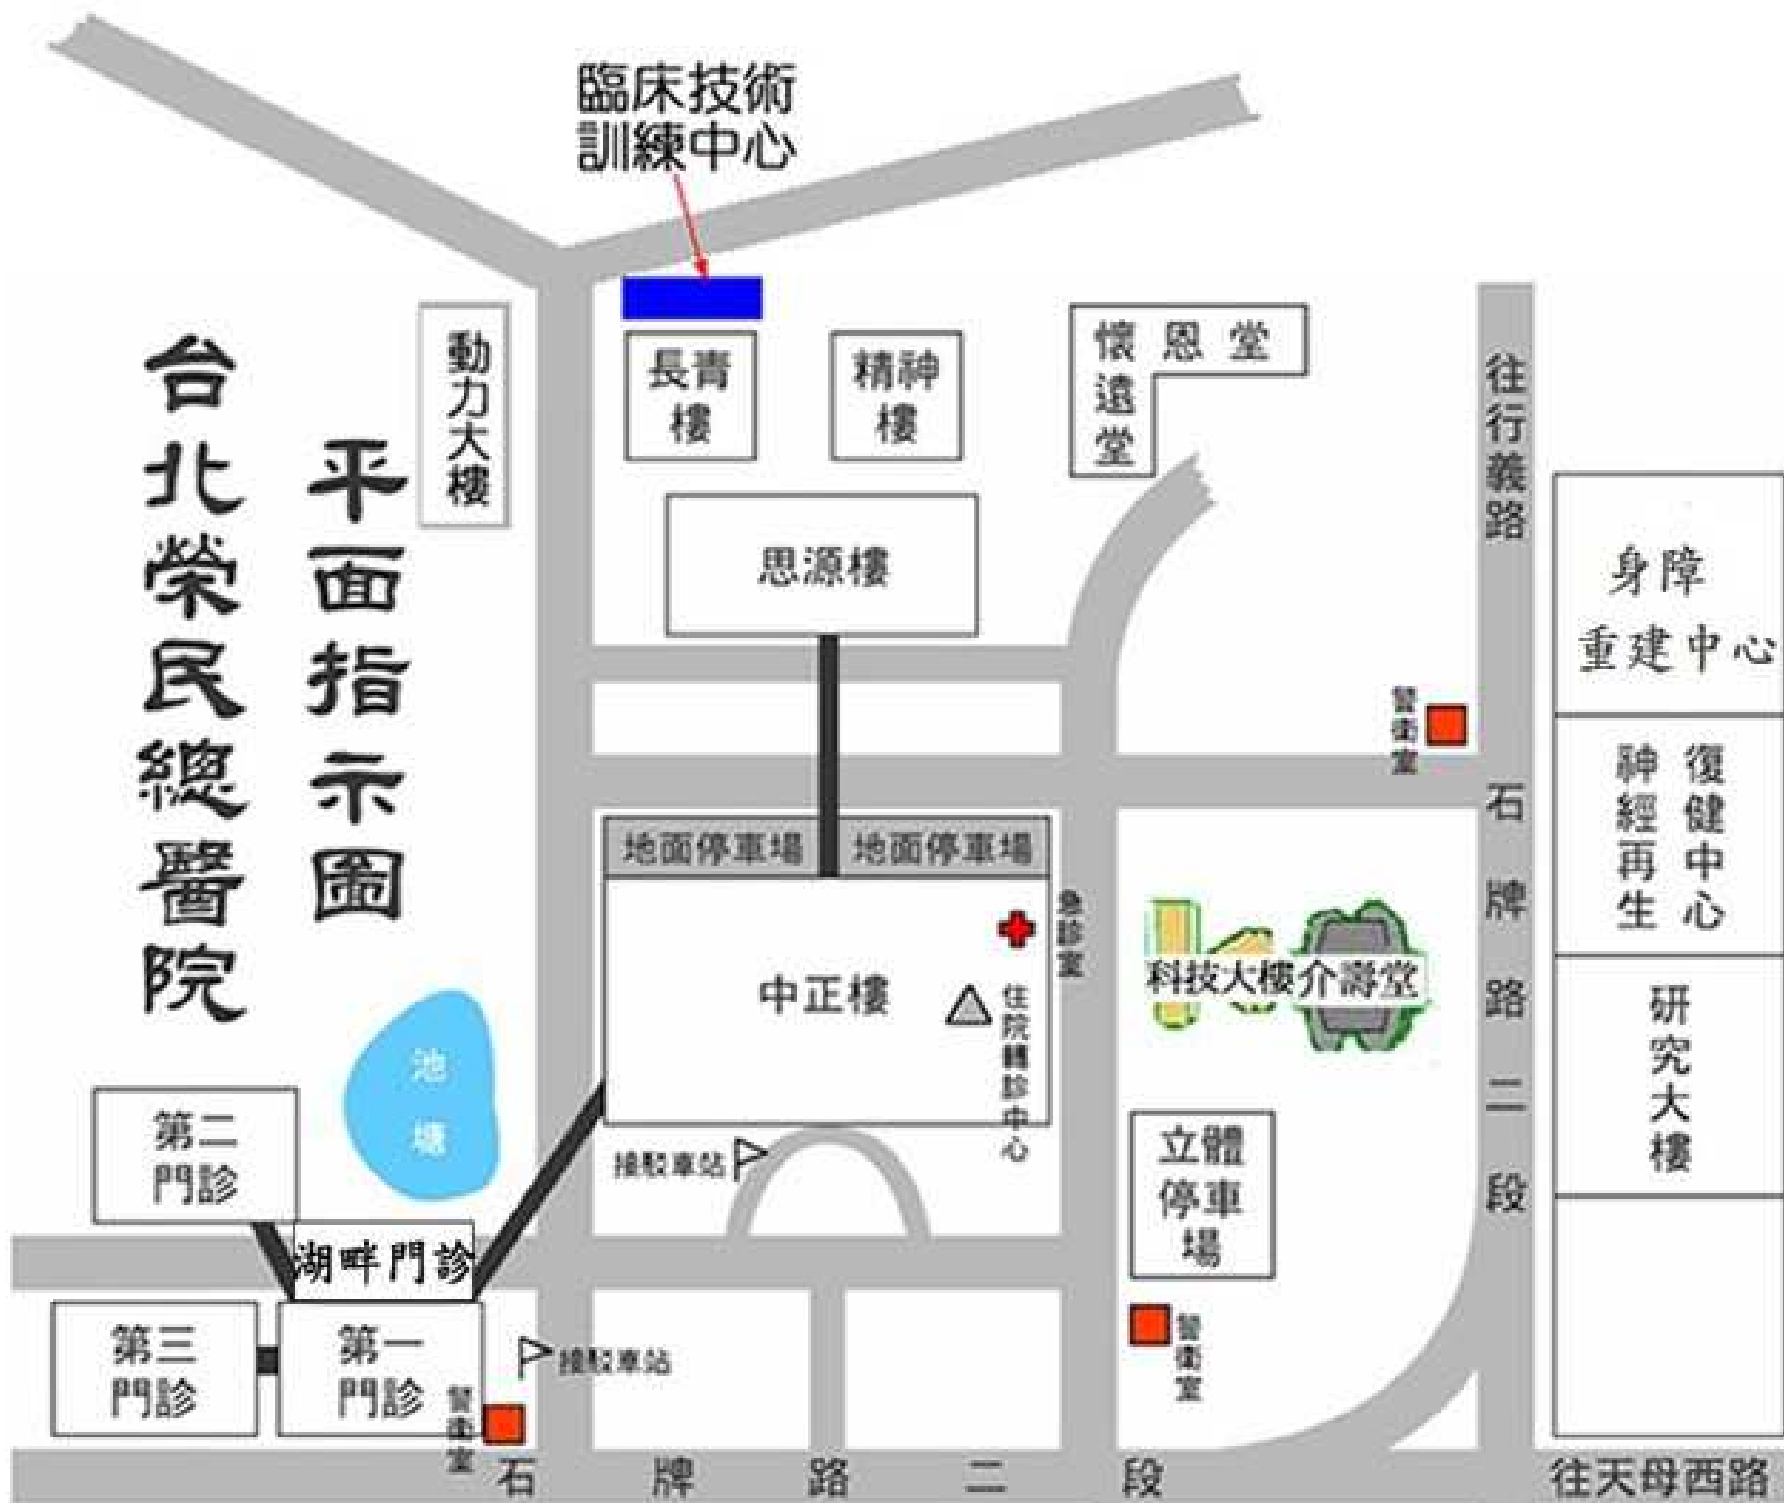 臨床技術
訓練中心
台北榮民總醫院
平面指示圖
動力大樓
長青
樓
精神
樓
懷恩堂
遠堂
往行義路
思源樓
身障
重建中心
警衛室
石牌路二段
復健中心
神經再生
地面停車場
地面停車場
急診室
中正樓
住院轉診中心
科技大樓
介壽堂
研究大樓
池塘
第二
門診
接駁車站
立體
停車
場
湖畔門診
第三
門診
第一
門診
接駁車站
警衛室
警衛室
石牌路二段
往天母西路